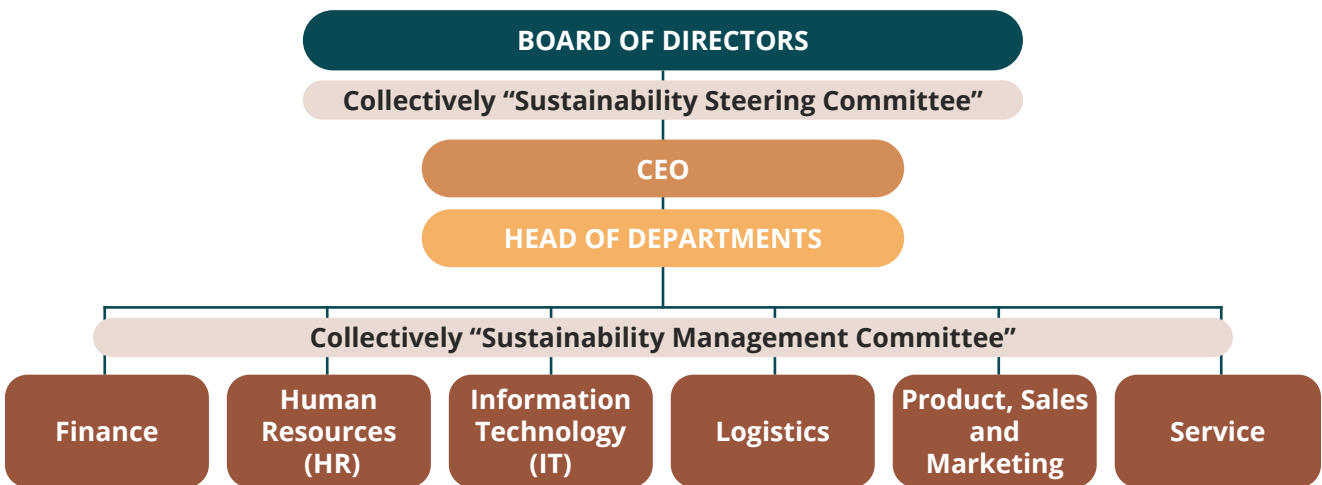 BOARD OF DIRECTORS
Collectively “Sustainability Steering Committee”
CEO
HEAD OF DEPARTMENTS
Collectively “Sustainability Management Committee”
Finance
Human
Resources
(HR)
Information
Technology
(IT)
Logistics
Product, Sales
and
Marketing
Service